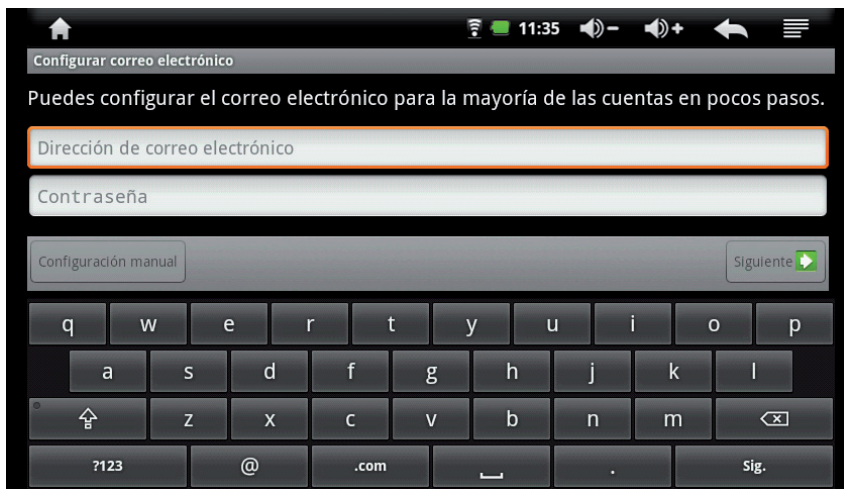 11:35
Configurar correo electrónico
Puedes configurar el correo electrónico para la mayoría de las cuentas en pocos pasos.
Dirección de correo electrónico
Contraseña
Configuración manual Siguiente
q w e r t y u i o p
a s d f g h j k l
z x c v b n m
?123 @ .com . Sig.